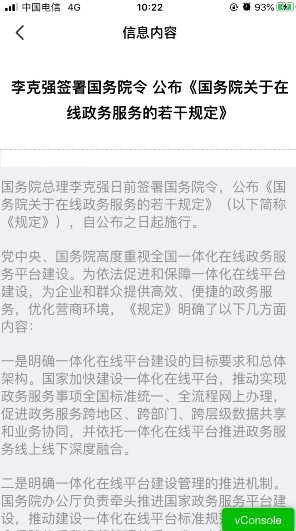 中国电信 4G 10:22 93%
信息内容
李克强签署国务院令 公布《国务院关于在
线政务服务的若干规定》
国务院总理李克强日前签署国务院令，公布《国
务院关于在线政务服务的若干规定》（以下简称
《规定》），自公布之日起施行。
党中央、国务院高度重视全国一体化在线政务服
务平台建设。为依法促进和保障一体化在线平台
建设，为企业和群众提供高效、便捷的政务服
务，优化营商环境，《规定》明确了以下几方面
内容：
一是明确一体化在线平台建设的目标要求和总体
架构。国家加快建设一体化在线平台，推动实现
政务服务事项全国标准统一、全流程网上办理，
促进政务服务跨地区、跨部门、跨层级数据共享
和业务协同，并依托一体化在线平台推进政务服
务线上线下深度融合。
二是明确一体化在线平台建设管理的推进机制。
国务院办公厅负责牵头推进国家政务服务平台建
设，推动建设一体化在线平台标准规
vConsole